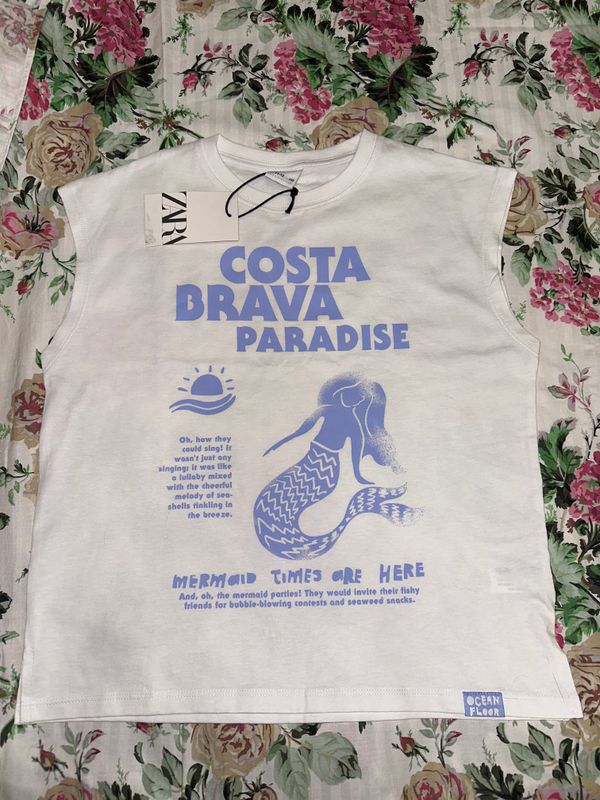 ZARA
COSTA
BRAVA
PARADISE
Oh, how they
could sing! It
wasn't just any
singing; it was like
a lullaby mixed
with the cheerful
melody of sea-
shells tinkling in
the breeze.
MERMAID TIMES ARE HERE
And, oh, the mermaid parties! They would invite their fishy
friends for bubble-blowing contests and seaweed snacks.
OCEAN
FLOOR